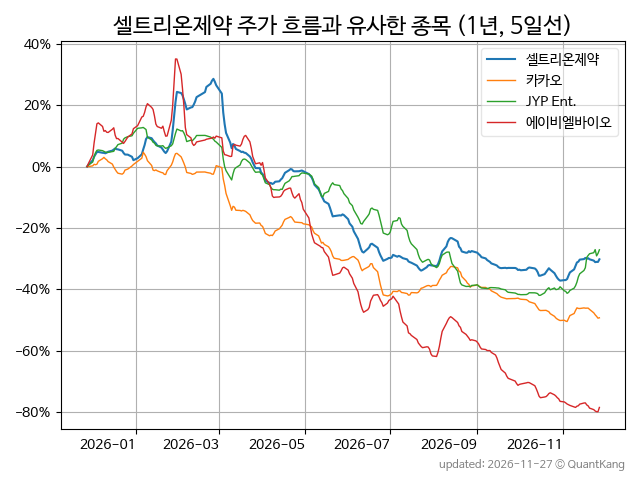 셀트리온제약 주가 흐름과 유사한 종목 (1년, 5일선)
40%
20%
0%
−20%
−40%
−60%
−80%
셀트리온제약
카카오
JYP Ent.
에이비엘바이오
2026-01
2026-03
2026-05
2026-07
2026-09
2026-11
updated: 2026-11-27 © QuantKang